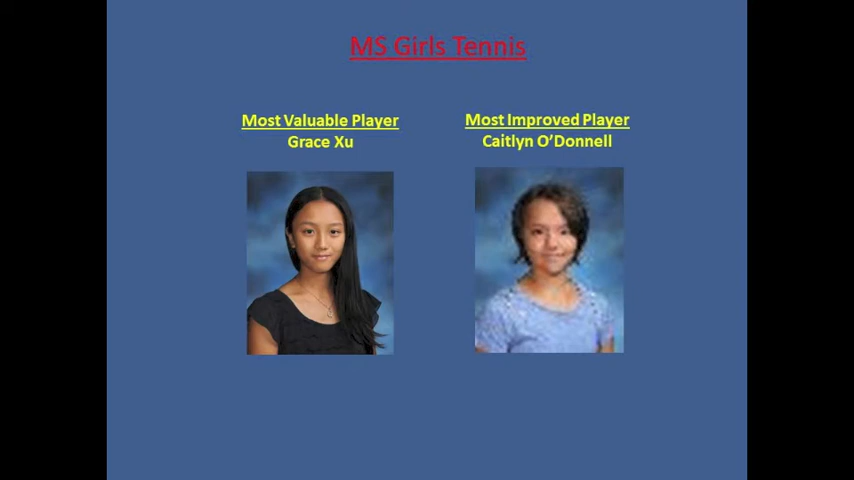 MS Girls Tennis
Most Valuable Player
Grace Xu
Most Improved Player
Caitlyn O’Donnell